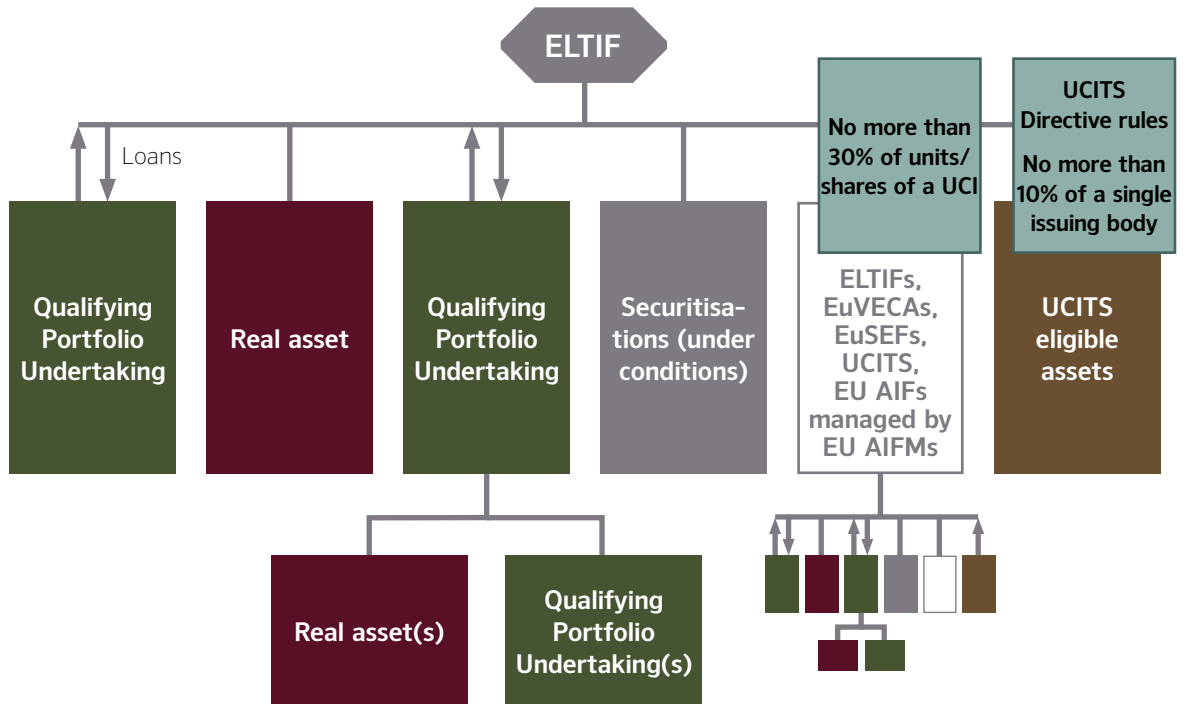 ELTIF
No more than
30% of units/
shares of a UCI
UCITS
Directive rules
No more than
10% of a single
issuing body
Loans
Qualifying
Portfolio
Undertaking
Real asset
Qualifying
Portfolio
Undertaking
Securitisa-
tions (under
conditions)
ELTIFs,
EuVECAs,
EuSEFs,
UCITS,
EU AIFs
managed by
EU AIFMs
UCITS
eligible
assets
Real asset(s)
Qualifying
Portfolio
Undertaking(s)